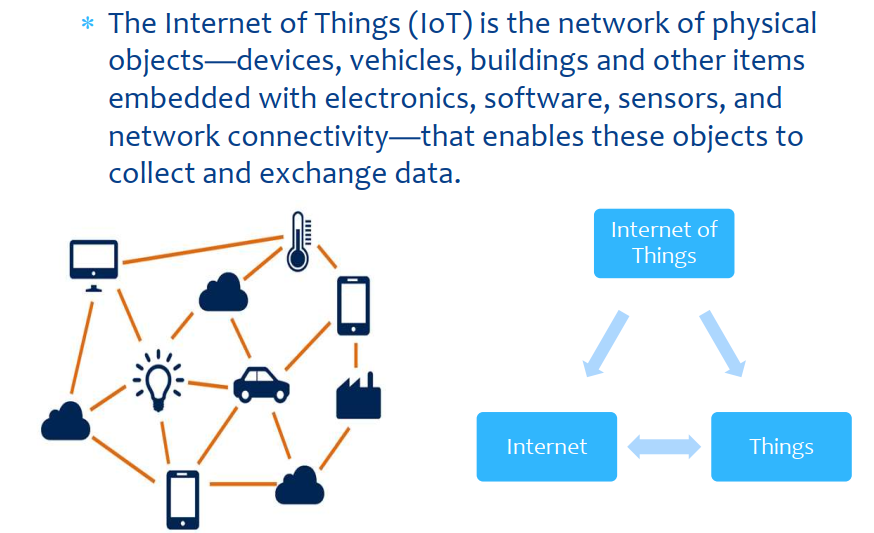 * The Internet of Things (IoT) is the network of physical
objects—devices, vehicles, buildings and other items
embedded with electronics, software, sensors, and
network connectivity—that enables these objects to
collect and exchange data.
Internet of
Things
Internet
Things